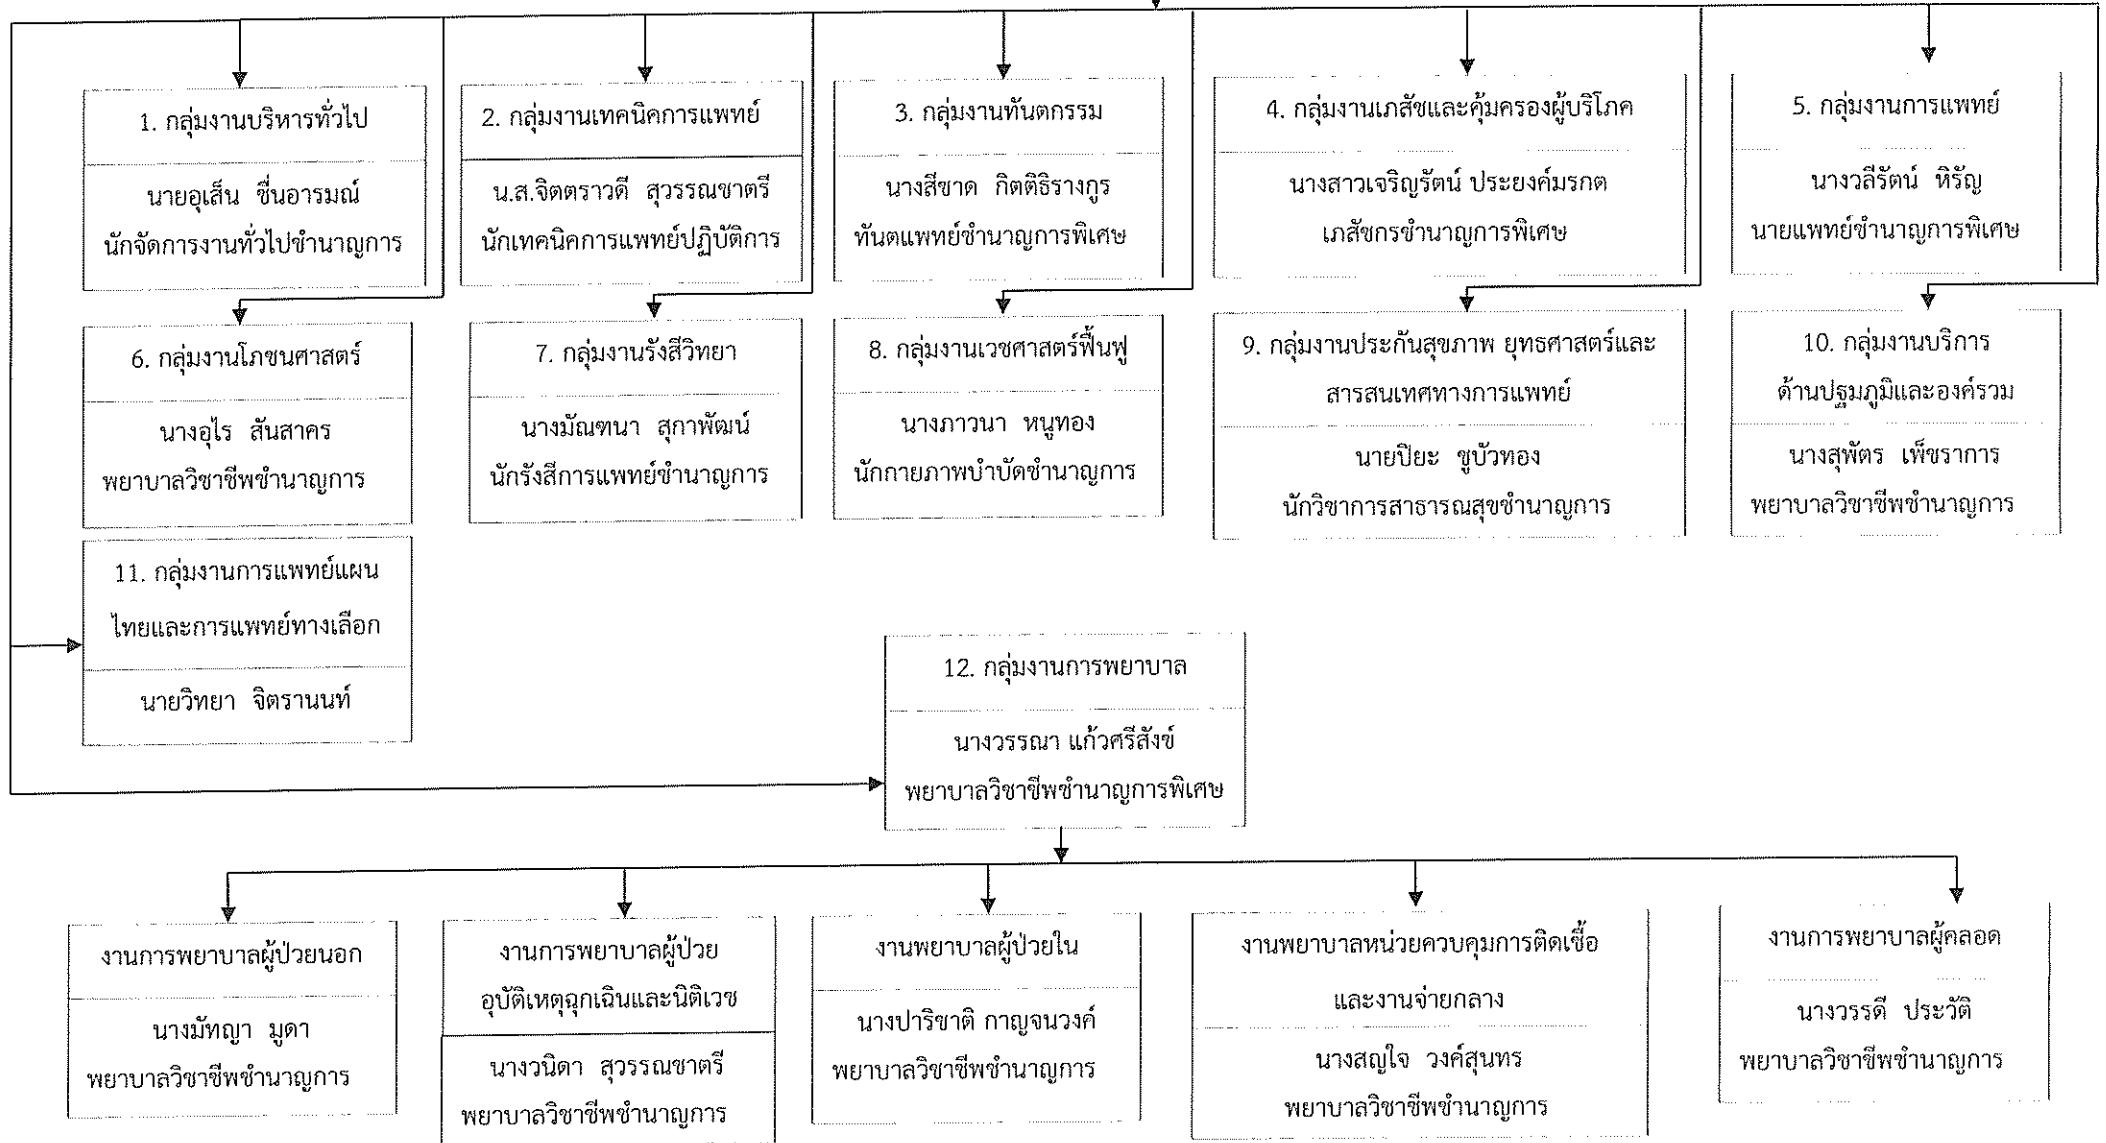 1. กลุ่มงานบริหารทั่วไป
นายอุเส็น ชื่นอารมณ์
นักจัดการงานทั่วไปชำนาญการ
2. กลุ่มงานเทคนิคการแพทย์
น.ส.จิตตราวดี สุวรรณชาตรี
นักเทคนิคการแพทย์ปฏิบัติการ
3. กลุ่มงานทันตกรรม
นางสีชาด กิตติธิรางกูร
ทันตแพทย์ชำนาญการพิเศษ
4. กลุ่มงานเภสัชและคุ้มครองผู้บริโภค
นางสาวเจริญรัตน์ ประยงค์มรกต
เภสัชกรชำนาญการพิเศษ
5. กลุ่มงานการแพทย์
นางวลีรัตน์ หิรัญ
นายแพทย์ชำนาญการพิเศษ
6. กลุ่มงานโภชนศาสตร์
นางอุไร สันสาคร
พยาบาลวิชาชีพชำนาญการ
7. กลุ่มงานรังสีวิทยา
นางมัณฑนา สุกาพัฒน์
นักรังสีการแพทย์ชำนาญการ
8. กลุ่มงานเวชศาสตร์ฟื้นฟู
นางภาวนา หนูทอง
นักกายภาพบำบัดชำนาญการ
9. กลุ่มงานประกันสุขภาพ ยุทธศาสตร์และ
สารสนเทศทางการแพทย์
นายปิยะ ชูบัวทอง
นักวิชาการสาธารณสุขชำนาญการ
10. กลุ่มงานบริการ
ด้านปฐมภูมิและองค์รวม
นางสุพัตร เพ็ชราการ
พยาบาลวิชาชีพชำนาญการ
11. กลุ่มงานการแพทย์แผน
ไทยและการแพทย์ทางเลือก
นายวิทยา จิตรานนท์
12. กลุ่มงานการพยาบาล
นางวรรณา แก้วศรีสังข์
พยาบาลวิชาชีพชำนาญการพิเศษ
งานการพยาบาลผู้ป่วยนอก
นางมัทญา มูดา
พยาบาลวิชาชีพชำนาญการ
งานการพยาบาลผู้ป่วย
อุบัติเหตุฉุกเฉินและนิติเวช
นางวนิดา สุวรรณชาตรี
พยาบาลวิชาชีพชำนาญการ
งานพยาบาลผู้ป่วยใน
นางปาริชาติ กาญจนวงค์
พยาบาลวิชาชีพชำนาญการ
งานพยาบาลหน่วยควบคุมการติดเชื้อ
และงานจ่ายกลาง
นางสญใจ วงค์สุนทร
พยาบาลวิชาชีพชำนาญการ
งานการพยาบาลผู้คลอด
นางวรรดี ประวัติ
พยาบาลวิชาชีพชำนาญการ